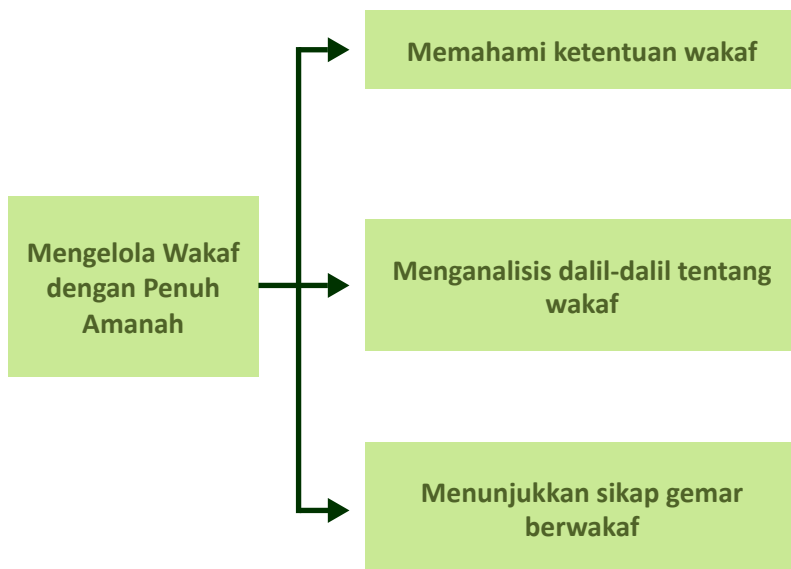 Memahami ketentuan wakaf
Mengelola Wakaf
dengan Penuh
Amanah
Menganalisis dalil-dalil tentang
wakaf
Menunjukkan sikap gemar
berwakaf